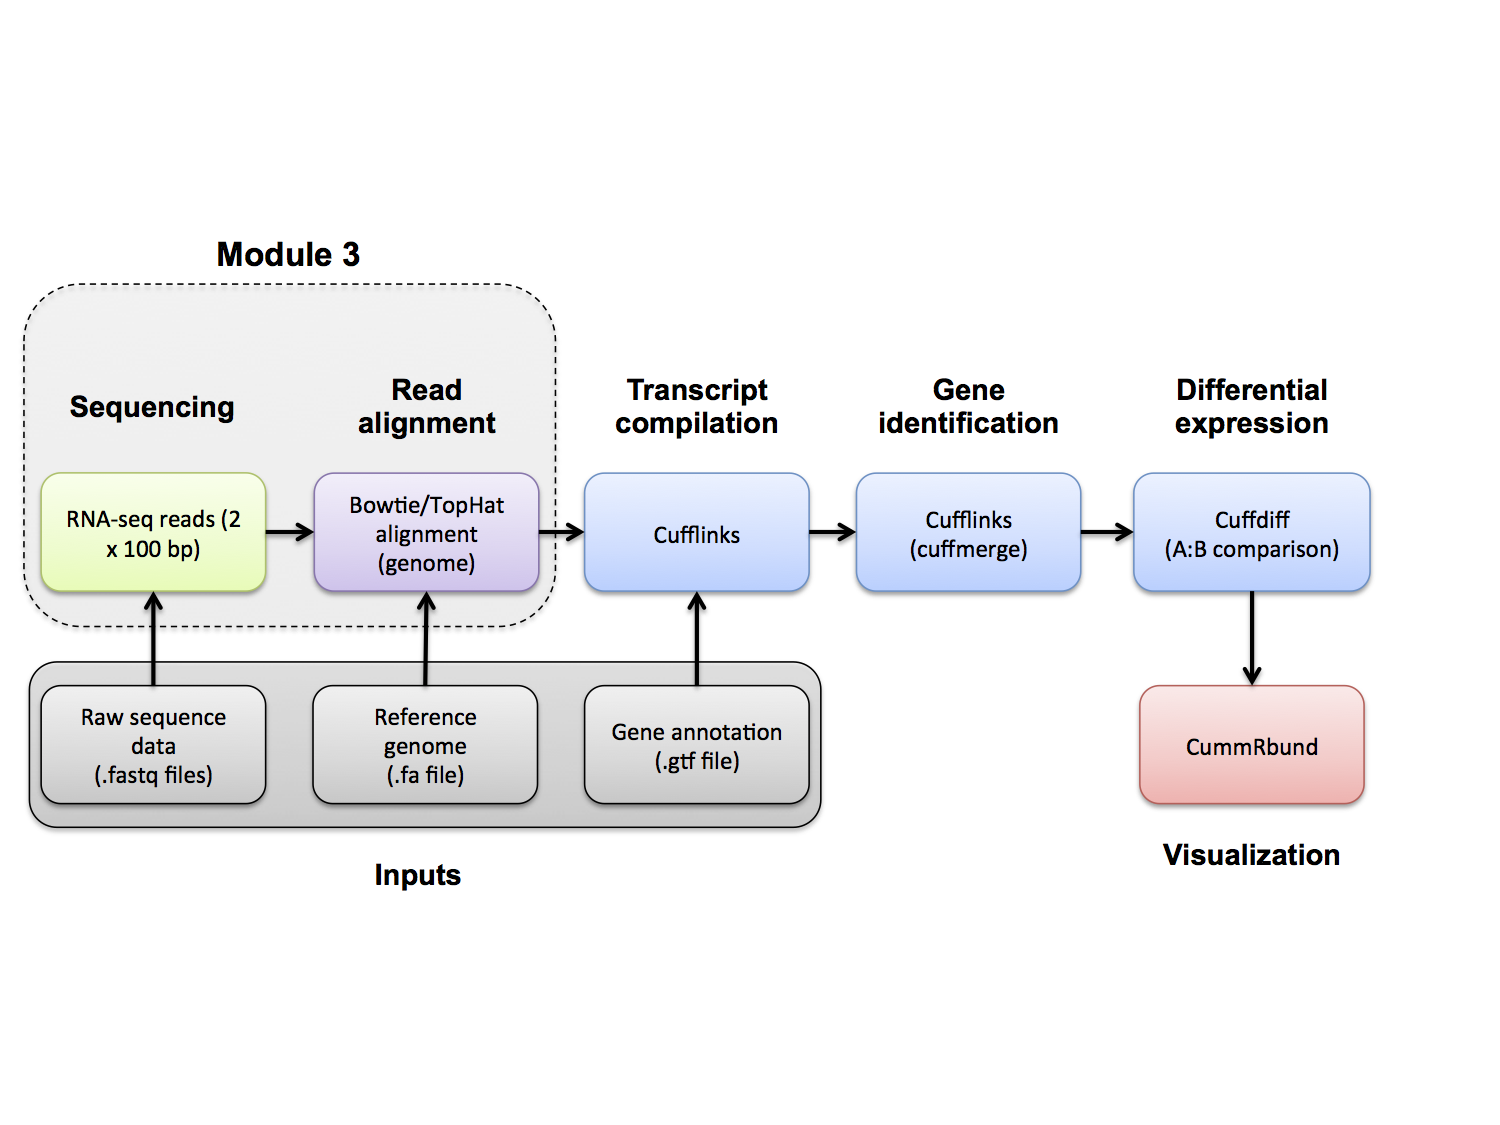 Module 3
Sequencing
Read
alignment
Transcript
compilation
Gene
identification
Differential
expression
RNA-seq reads (2
x 100 bp)
Bowtie/TopHat
alignment
(genome)
Cufflinks
Cufflinks
(cuffmerge)
Cuffdiff
(A:B comparison)
Raw sequence
data
(.fastq files)
Reference
genome
(.fa file)
Gene annotation
(.gtf file)
CummRbund
Inputs
Visualization